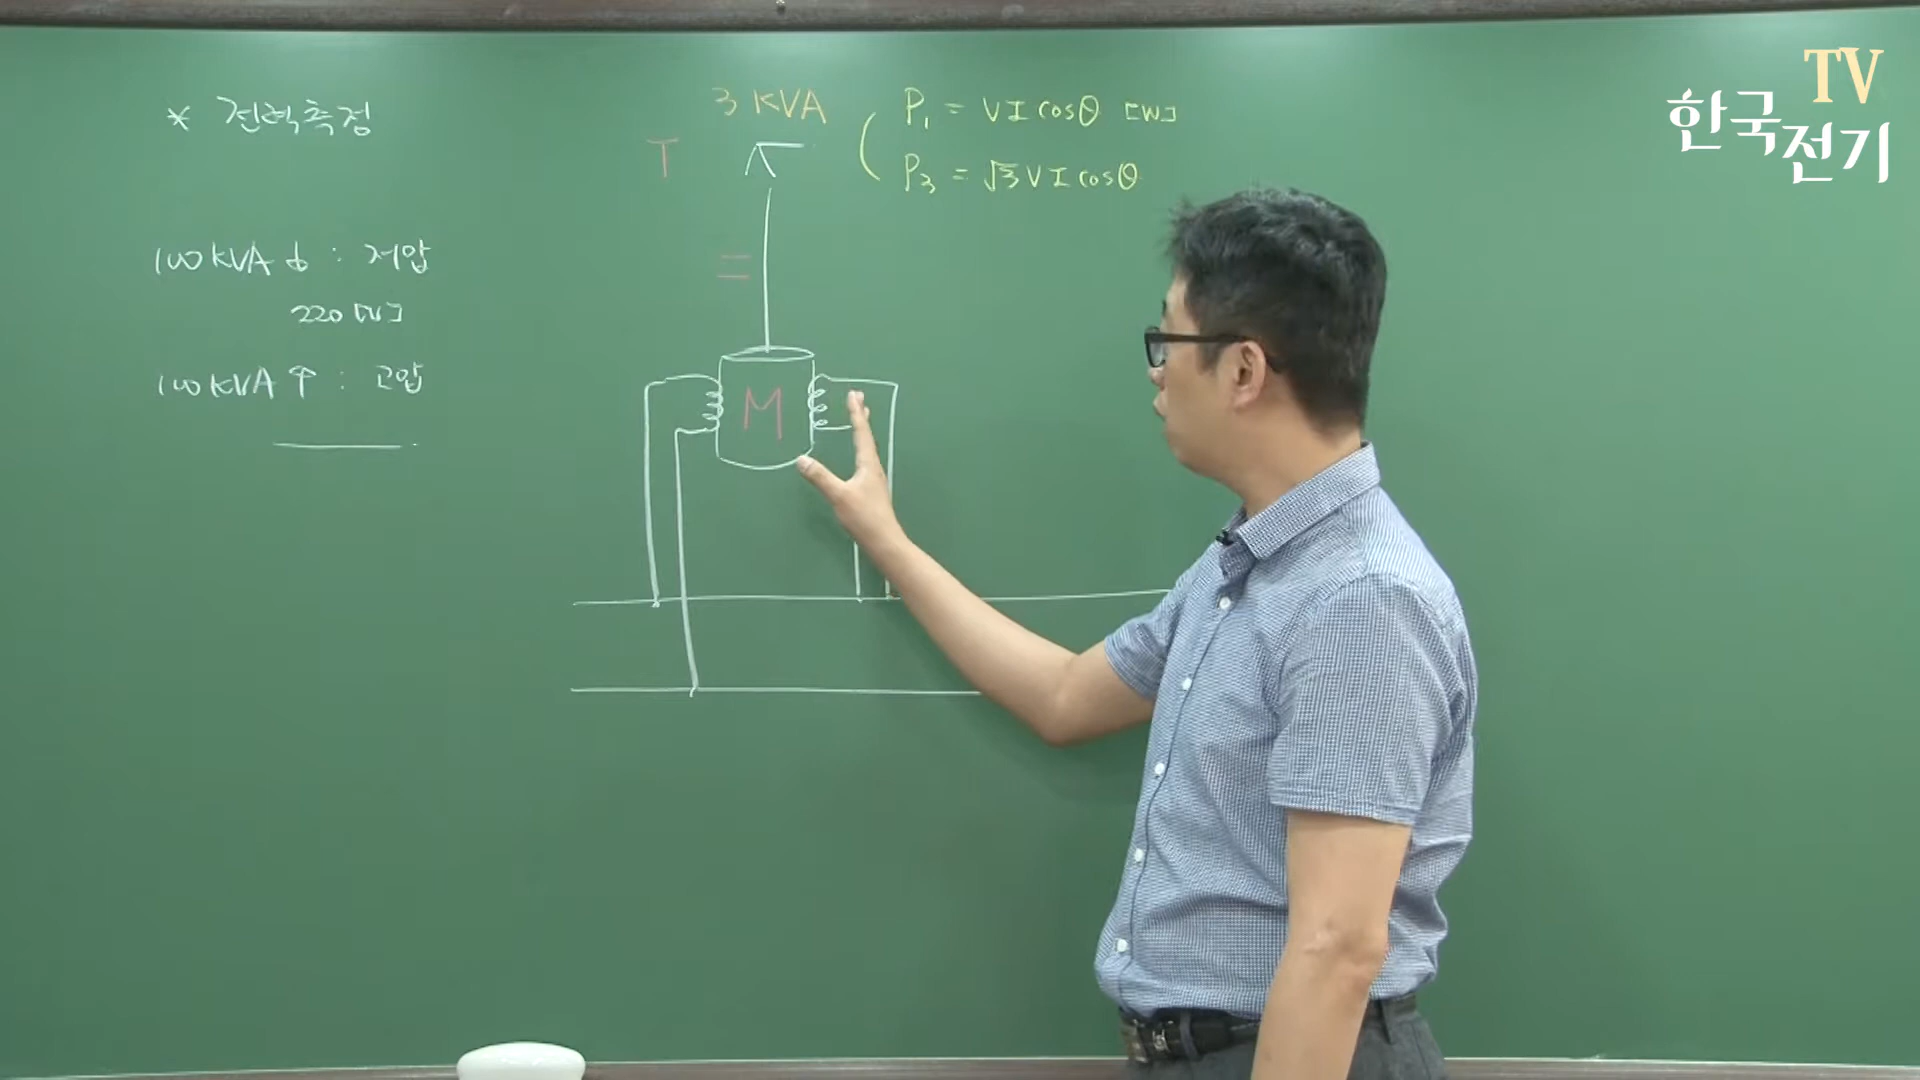 * 전력측정
100 KVA ↓ : 저압
220 [V]
100 KVA ↑ : 고압
3 KVA
T
=
M
P₁ = VI cosθ [W]
P₃ = √3 VI cosθ
TV
한국전기